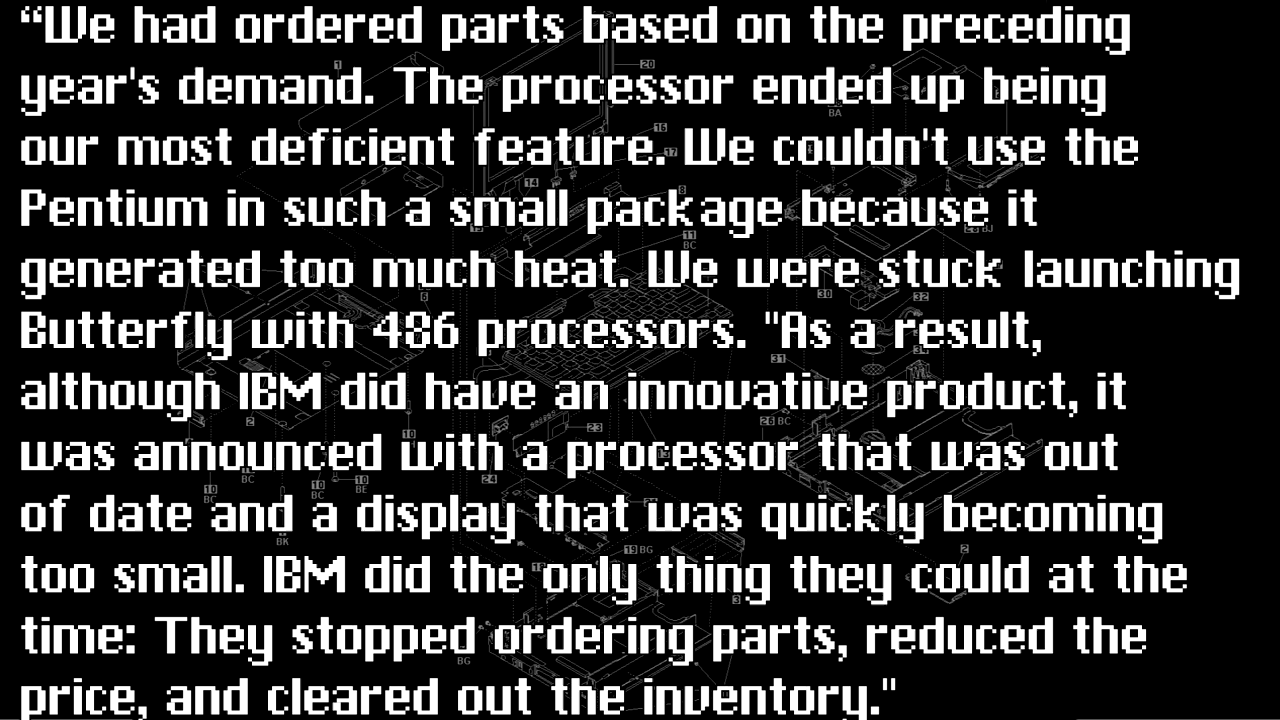 “We had ordered parts based on the preceding
year's demand. The processor ended up being
our most deficient feature. We couldn't use the
Pentium in such a small package because it
generated too much heat. We were stuck launching
Butterfly with 486 processors. "As a result,
although IBM did have an innovative product, it
was announced with a processor that was out
of date and a display that was quickly becoming
too small. IBM did the only thing they could at the
time: They stopped ordering parts, reduced the
price, and cleared out the inventory."